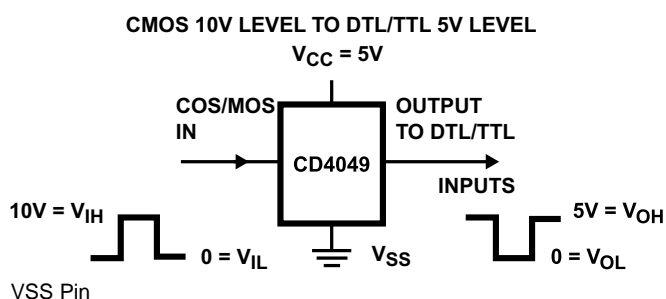 CMOS 10V LEVEL TO DTL/TTL 5V LEVEL
VCC = 5V
COS/MOS
IN
OUTPUT
TO DTL/TTL
CD4049
INPUTS
10V = VIH
0 = VIL
VSS
5V = VOH
0 = VOL
VSS Pin